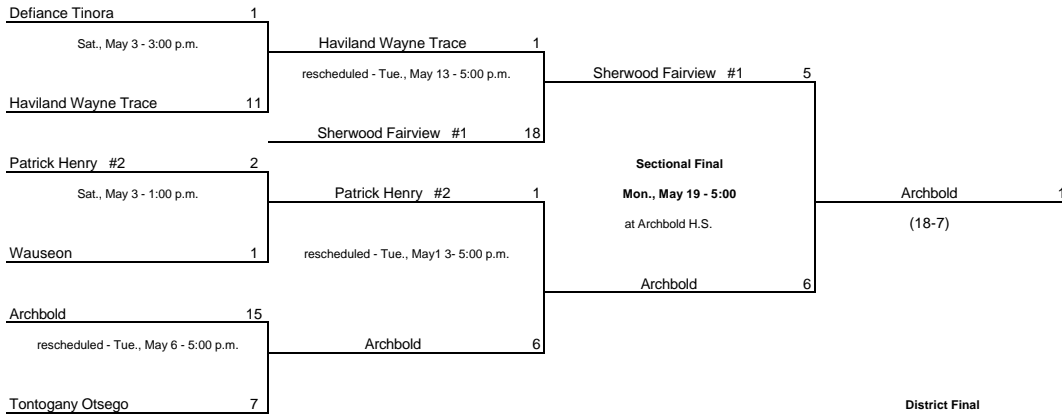 Defiance Tinora 1
Sat., May 3 - 3:00 p.m.
Haviland Wayne Trace 1
rescheduled - Tue., May 13 - 5:00 p.m.
Sherwood Fairview #1 5
Haviland Wayne Trace 11
Sherwood Fairview #1 18
Patrick Henry #2 2
Sectional Final
Sat., May 3 - 1:00 p.m.
Patrick Henry #2 1
Mon., May 19 - 5:00
Archbold 1
at Archbold H.S.
(18-7)
Wauseon 1
rescheduled - Tue., May1 3- 5:00 p.m.
Archbold 6
Archbold 15
rescheduled - Tue., May 6 - 5:00 p.m.
Archbold 6
Tontogany Otsego 7
District Final